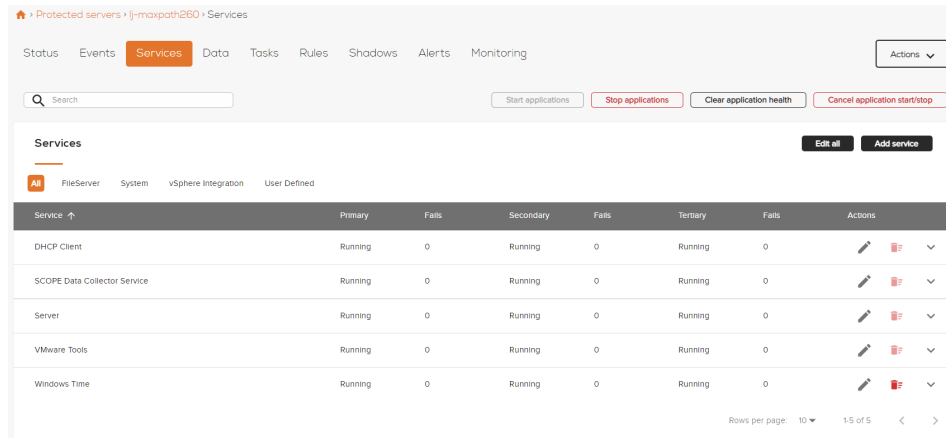 Protected servers › lj-maxpath260 › Services
Status Events Services Data Tasks Rules Shadows Alerts Monitoring Actions
Search Start applications Stop applications Clear application health Cancel application start/stop
Services Edit all Add service
All FileServer System vSphere Integration User Defined
Service Primary Fails Secondary Fails Tertiary Fails Actions
DHCP Client Running 0 Running 0 Running 0
SCOPE Data Collector Service Running 0 Running 0 Running 0
Server Running 0 Running 0 Running 0
VMware Tools Running 0 Running 0 Running 0
Windows Time Running 0 Running 0 Running 0
Rows per page: 10 1-5 of 5